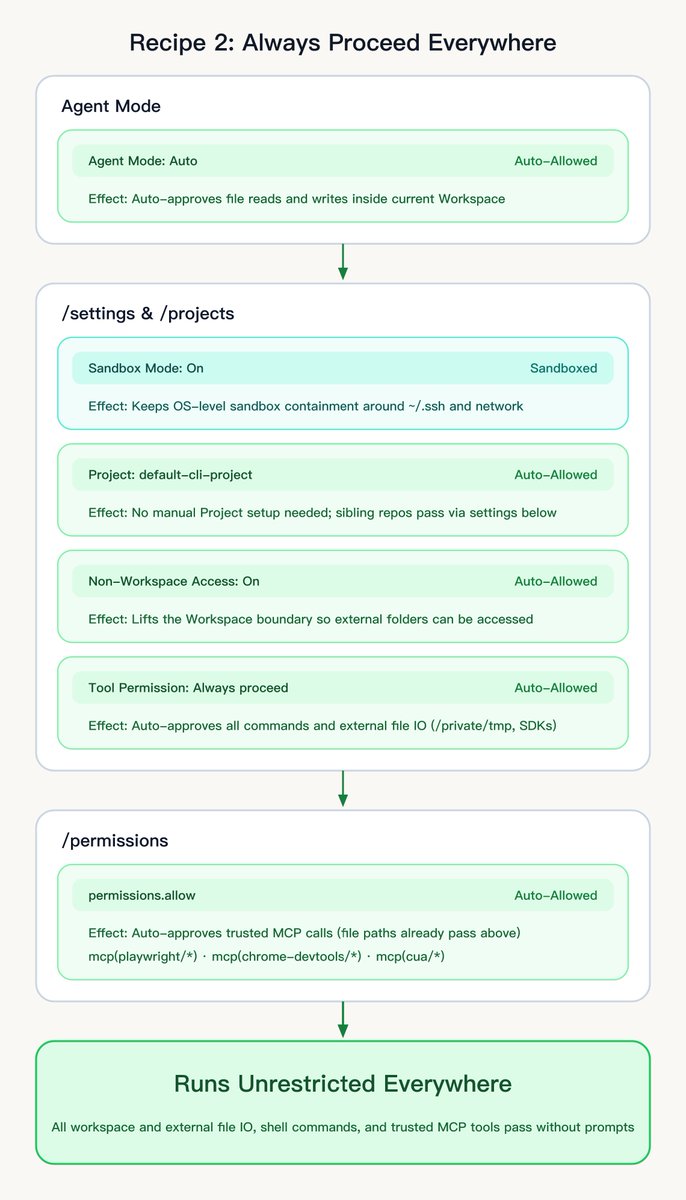 Recipe 2: Always Proceed Everywhere
Agent Mode
Agent Mode: Auto
Auto-Allowed
Effect: Auto-approves file reads and writes inside current Workspace
/settings & /projects
Sandbox Mode: On
Sandboxed
Effect: Keeps OS-level sandbox containment around ~/.ssh and network
Project: default-cli-project
Auto-Allowed
Effect: No manual Project setup needed; sibling repos pass via settings below
Non-Workspace Access: On
Auto-Allowed
Effect: Lifts the Workspace boundary so external folders can be accessed
Tool Permission: Always proceed
Auto-Allowed
Effect: Auto-approves all commands and external file IO (/private/tmp, SDKs)
/permissions
permissions.allow
Auto-Allowed
Effect: Auto-approves trusted MCP calls (file paths already pass above)
mcp(playwright/*) · mcp(chrome-devtools/*) · mcp(cua/*)
Runs Unrestricted Everywhere
All workspace and external file IO, shell commands, and trusted MCP tools pass without prompts